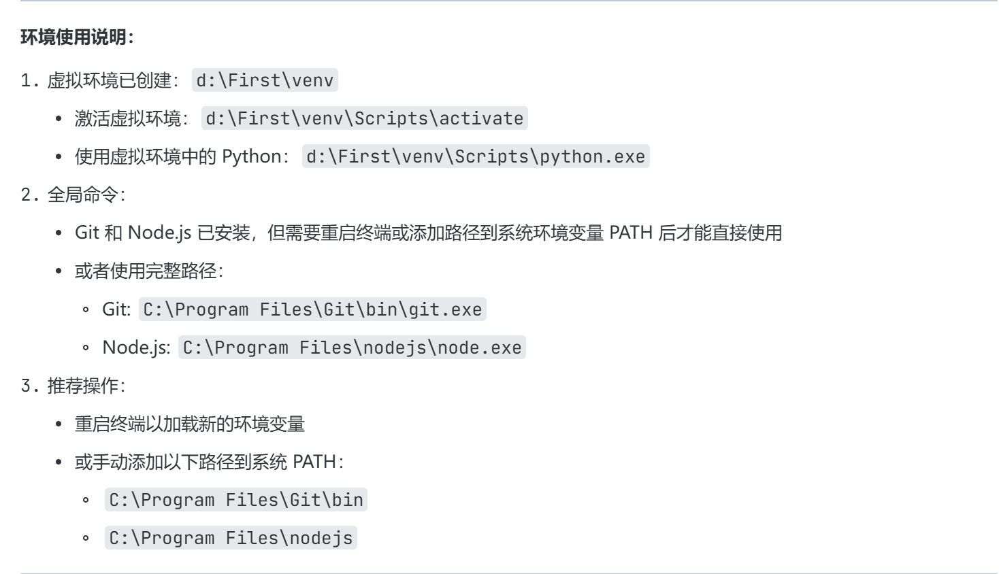 环境使用说明：
1. 虚拟环境已创建： d:\First\venv
• 激活虚拟环境： d:\First\venv\Scripts\activate
• 使用虚拟环境中的 Python： d:\First\venv\Scripts\python.exe
2. 全局命令：
• Git 和 Node.js 已安装，但需要重启终端或添加路径到系统环境变量 PATH 后才能直接使用
• 或者使用完整路径：
◦ Git: C:\Program Files\Git\bin\git.exe
◦ Node.js: C:\Program Files\nodejs\node.exe
3. 推荐操作：
• 重启终端以加载新的环境变量
• 或手动添加以下路径到系统 PATH：
◦ C:\Program Files\Git\bin
◦ C:\Program Files\nodejs